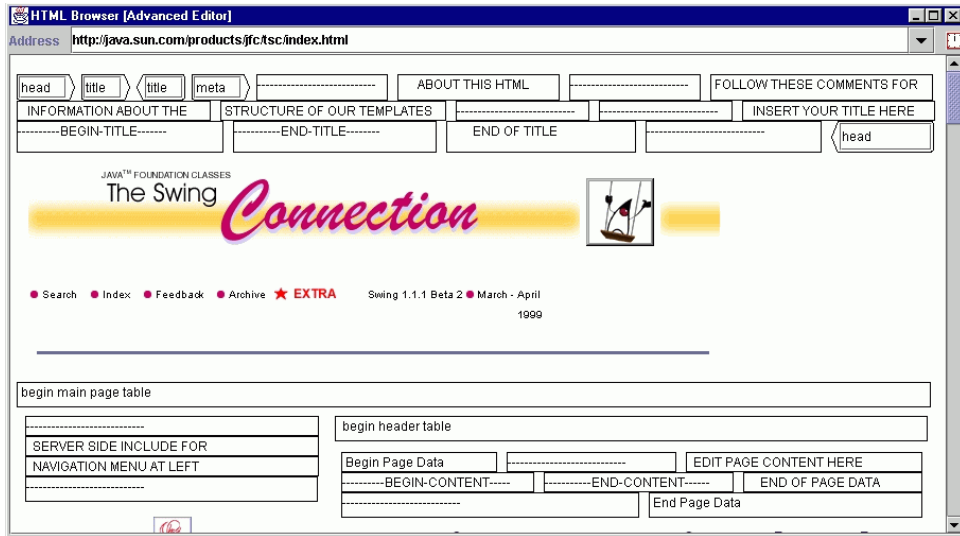 HTML Browser [Advanced Editor]
Address http://java.sun.com/products/jfc/tsc/index.html
head title title meta ---------------------------- ABOUT THIS HTML ---------------------------- FOLLOW THESE COMMENTS FOR
INFORMATION ABOUT THE STRUCTURE OF OUR TEMPLATES ---------------------------- ---------------------------- INSERT YOUR TITLE HERE
----------BEGIN-TITLE------- -----------END-TITLE-------- END OF TITLE ---------------------------- head
JAVA™ FOUNDATION CLASSES
The Swing
Connection
Search Index Feedback Archive EXTRA Swing 1.1.1 Beta 2 March - April
1999
begin main page table
----------------------------
SERVER SIDE INCLUDE FOR
NAVIGATION MENU AT LEFT
----------------------------
begin header table
Begin Page Data ---------------------------- EDIT PAGE CONTENT HERE
----------BEGIN-CONTENT----- -----------END-CONTENT------ END OF PAGE DATA
---------------------------- End Page Data